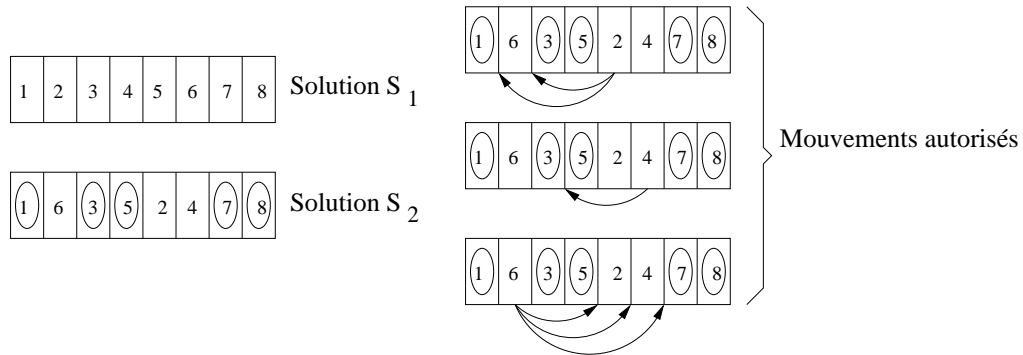 1 2 3 4 5 6 7 8 Solution S 1
1 6 3 5 2 4 7 8 Solution S 2
1 6 3 5 2 4 7 8
1 6 3 5 2 4 7 8
1 6 3 5 2 4 7 8
Mouvements autorisés